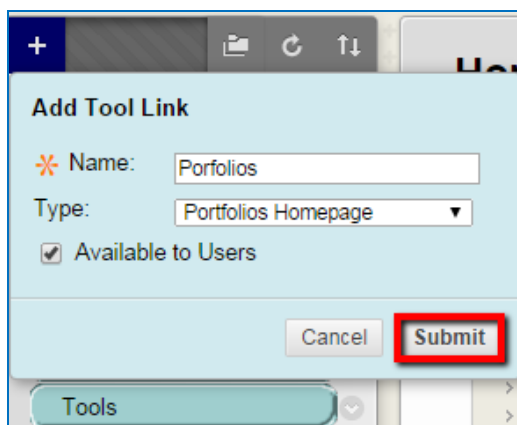 +
Add Tool Link
Name: Porfolios
Type: Portfolios Homepage
Available to Users
Cancel Submit
Tools